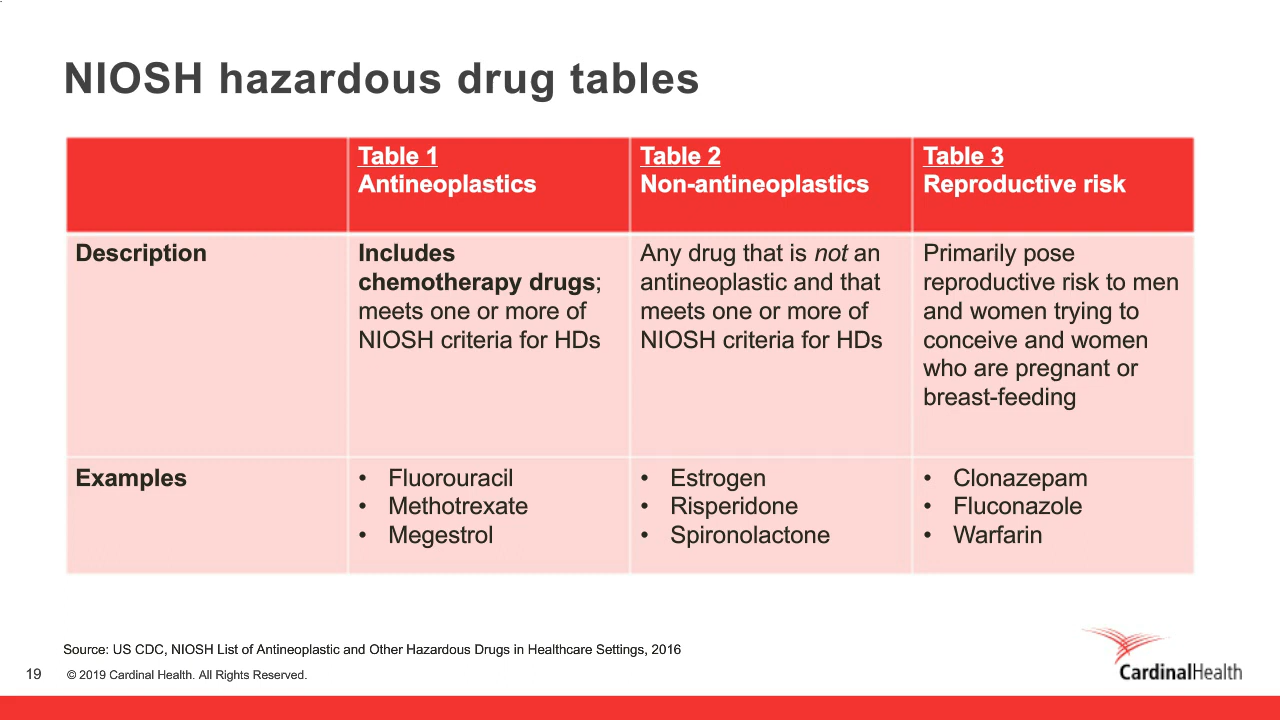 NIOSH hazardous drug tables
Table 1
Antineoplastics
Table 2
Non-antineoplastics
Table 3
Reproductive risk
Description
Includes
chemotherapy drugs;
meets one or more of
NIOSH criteria for HDs
Any drug that is not an
antineoplastic and that
meets one or more of
NIOSH criteria for HDs
Primarily pose
reproductive risk to men
and women trying to
conceive and women
who are pregnant or
breast-feeding
Examples
• Fluorouracil
• Methotrexate
• Megestrol
• Estrogen
• Risperidone
• Spironolactone
• Clonazepam
• Fluconazole
• Warfarin
Source: US CDC, NIOSH List of Antineoplastic and Other Hazardous Drugs in Healthcare Settings, 2016
19 © 2019 Cardinal Health. All Rights Reserved.
CardinalHealth